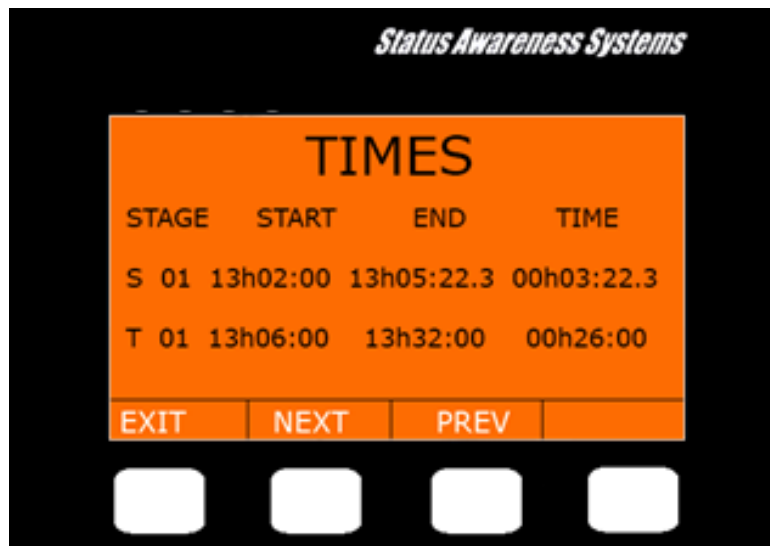 Status Awareness Systems
TIMES
STAGE START END TIME
S 01 13h02:00 13h05:22.3 00h03:22.3
T 01 13h06:00 13h32:00 00h26:00
EXIT NEXT PREV